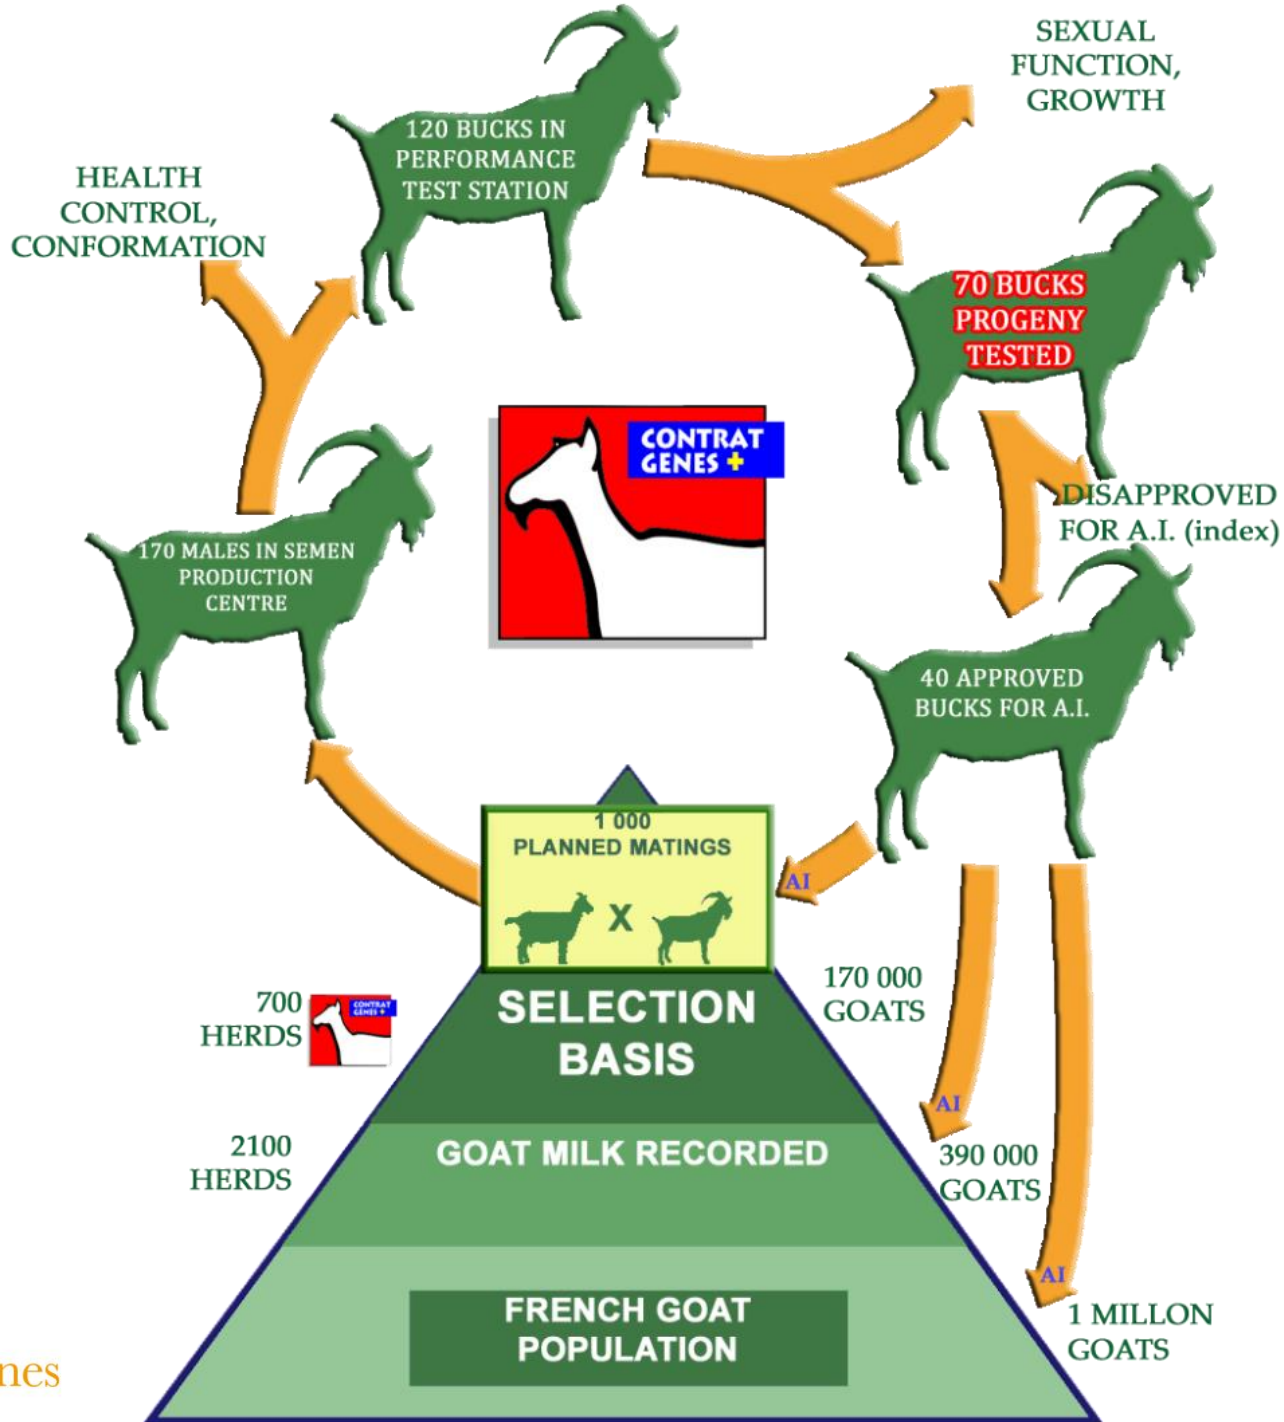 SEXUAL
FUNCTION,
GROWTH
120 BUCKS IN
PERFORMANCE
TEST STATION
HEALTH
CONTROL,
CONFORMATION
70 BUCKS
PROGENY
TESTED
CONTRAT
GENES +
DISAPPROVED
FOR A.I. (index)
170 MALES IN SEMEN
PRODUCTION
CENTRE
40 APPROVED
BUCKS FOR A.I.
1 000
PLANNED MATINGS
X
AI
700
HERDS
CONTRAT
GENES +
SELECTION
BASIS
170 000
GOATS
AI
2100
HERDS
GOAT MILK RECORDED
390 000
GOATS
AI
FRENCH GOAT
POPULATION
1 MILLON
GOATS
nes